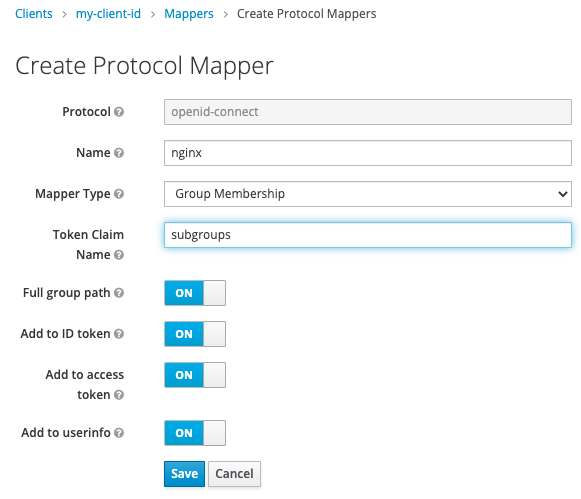 Clients > my-client-id > Mappers > Create Protocol Mappers
Create Protocol Mapper
Protocol ? openid-connect
Name ? nginx
Mapper Type ? Group Membership
Token Claim
Name ? subgroups
Full group path ? ON
Add to ID token ? ON
Add to access
token ? ON
Add to userinfo ? ON
Save Cancel